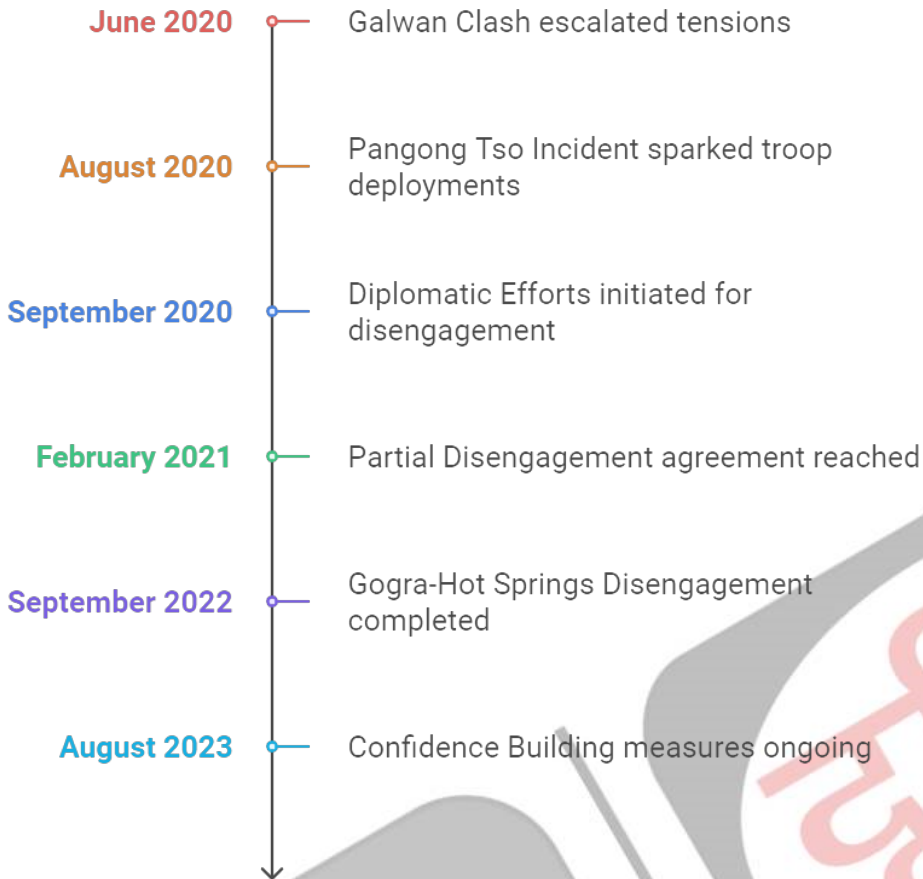 June 2020
Galwan Clash escalated tensions
August 2020
Pangong Tso Incident sparked troop
deployments
September 2020
Diplomatic Efforts initiated for
disengagement
February 2021
Partial Disengagement agreement reached
September 2022
Gogra-Hot Springs Disengagement
completed
August 2023
Confidence Building measures ongoing